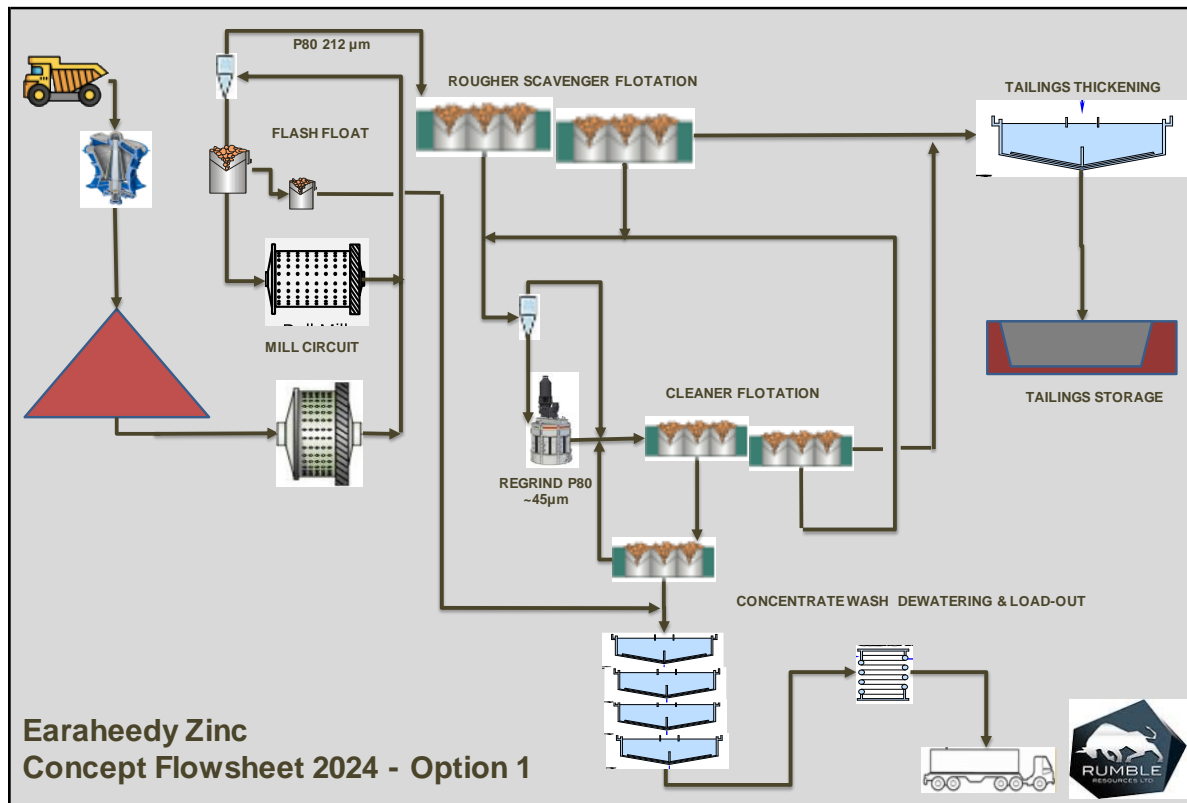 P80 212 µm
ROUGHER SCAVENGER FLOTATION
TAILINGS THICKENING
FLASH FLOAT
MILL CIRCUIT
CLEANER FLOTATION
TAILINGS STORAGE
REGRIND P80
~45µm
CONCENTRATE WASH DEWATERING & LOAD-OUT
Earaheedy Zinc
Concept Flowsheet 2024 - Option 1
RUMBLE
RESOURCES LTD